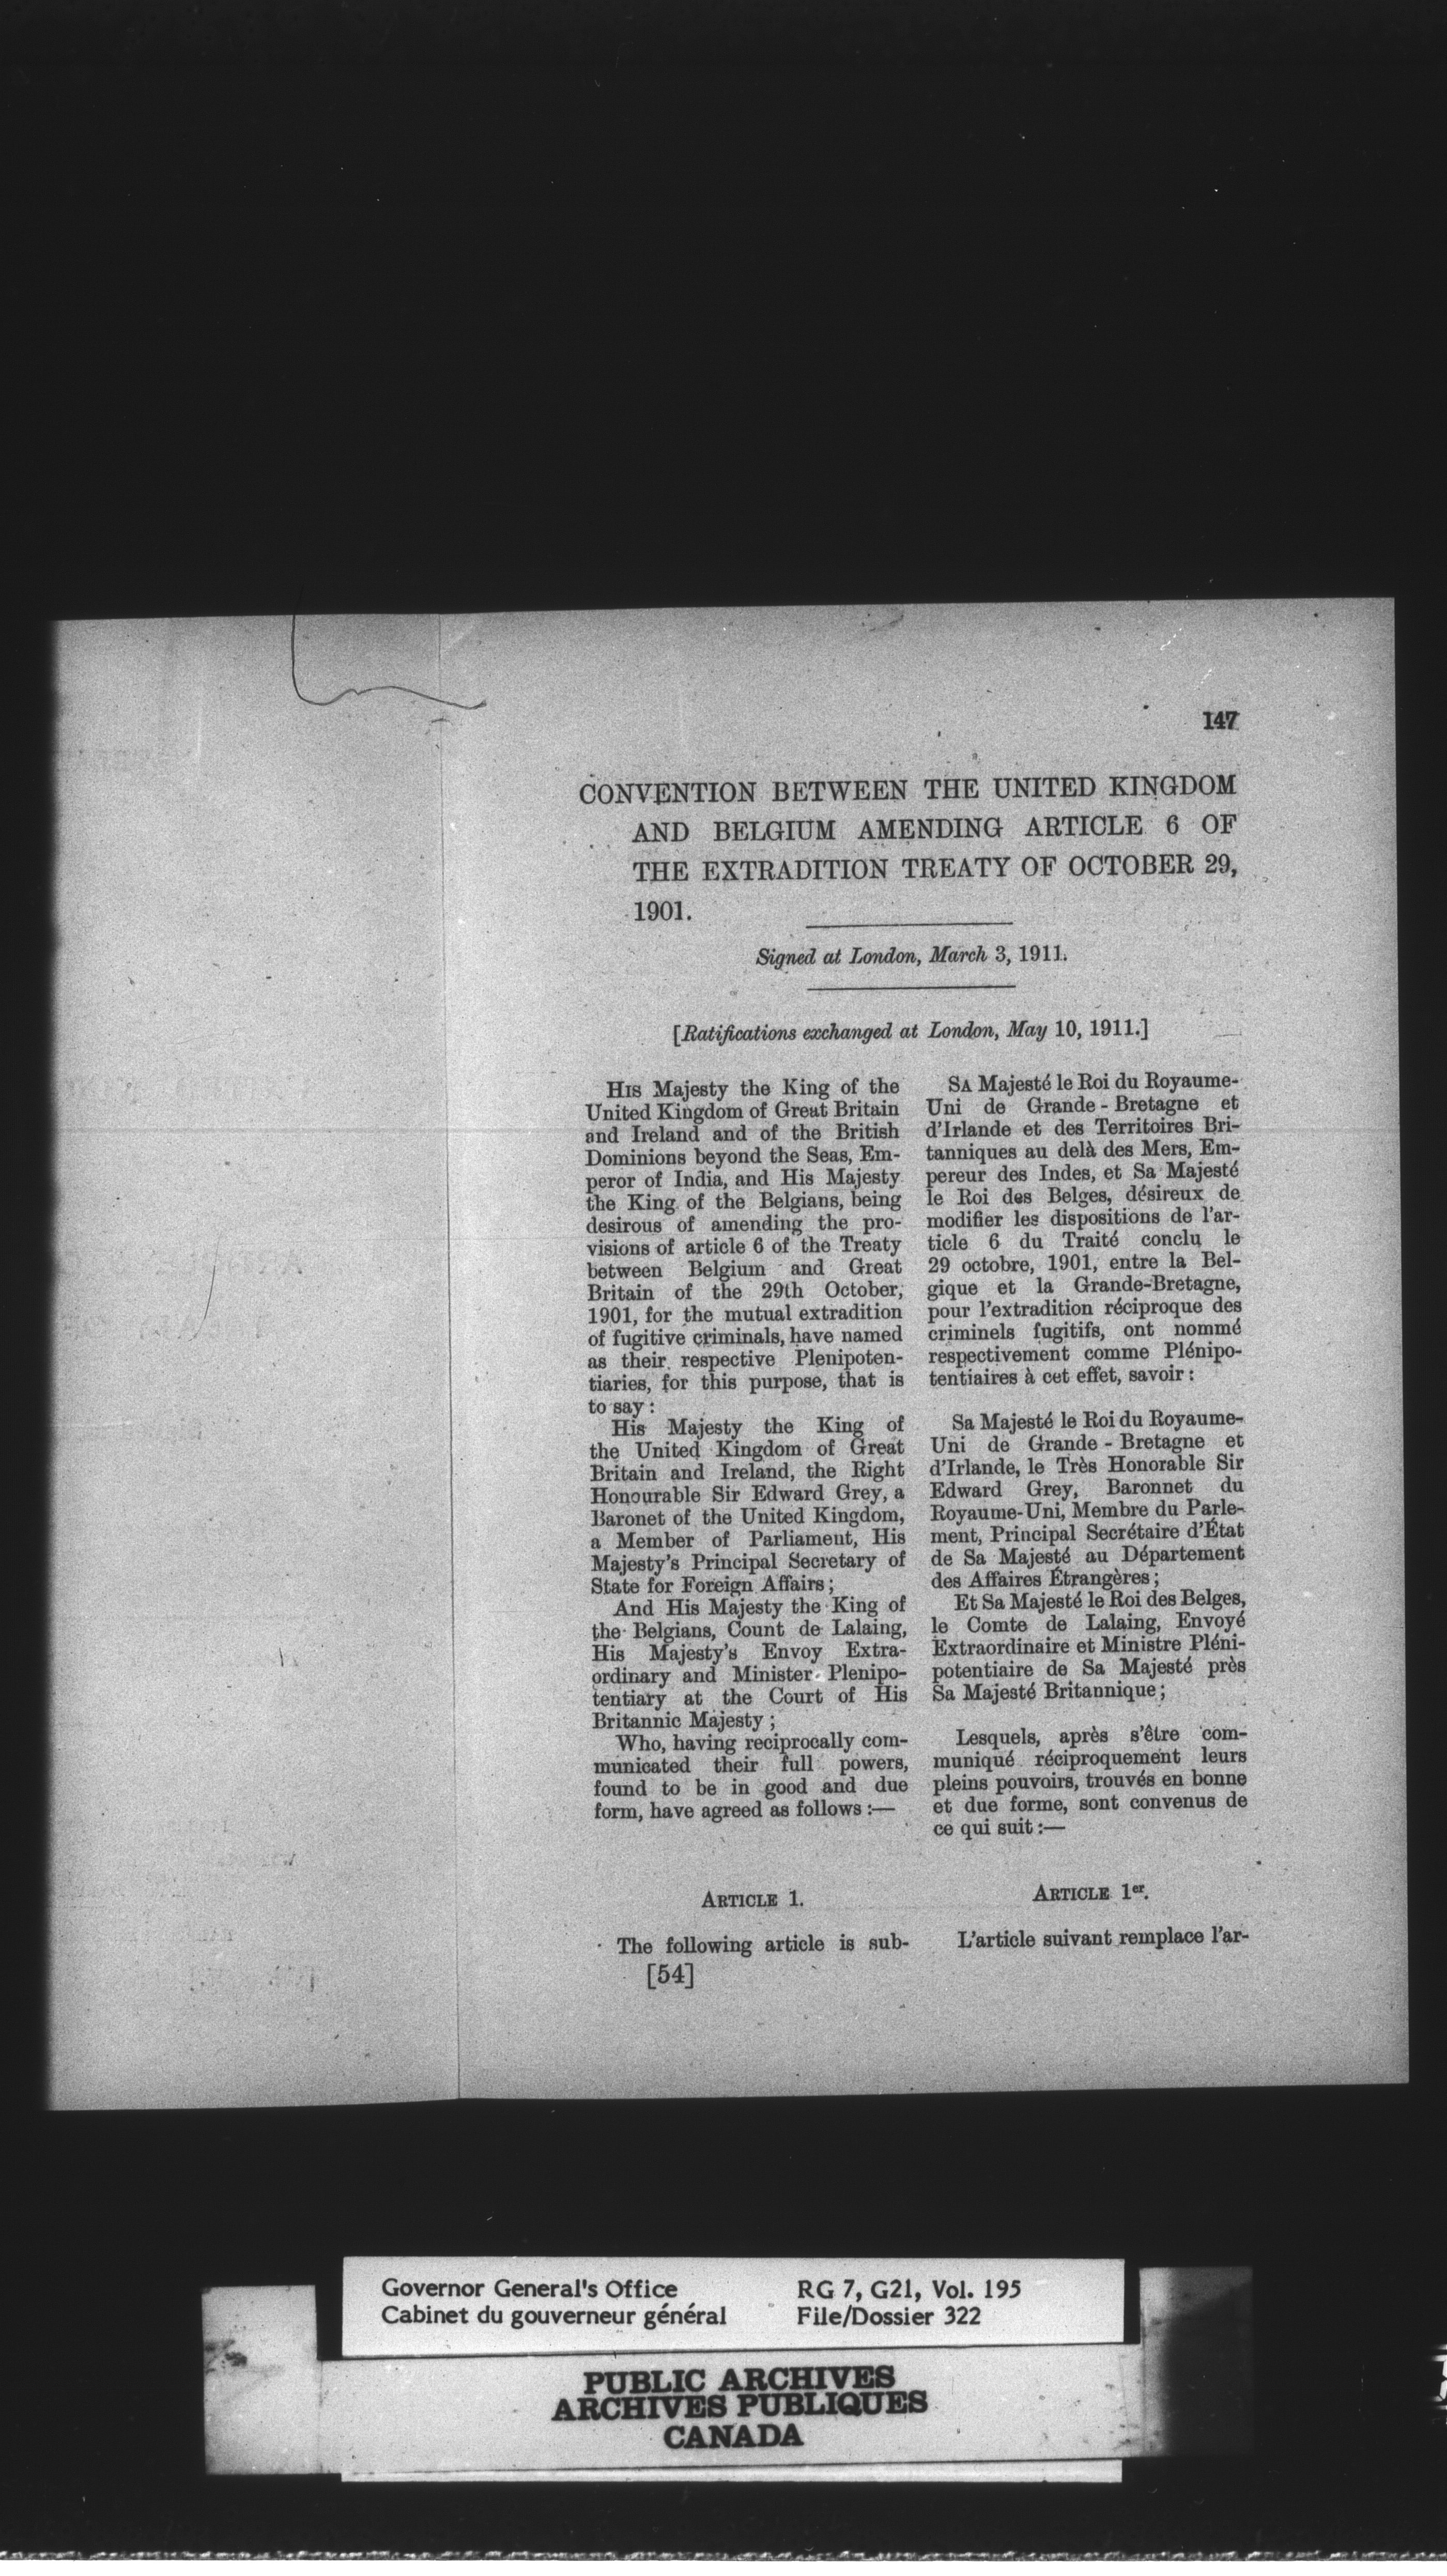 147
CONVENTION BETWEEN THE UNITED KINGDOM
AND BELGIUM AMENDING ARTICLE 6 OF
THE EXTRADITION TREATY OF OCTOBER 29,
1901.
Signed at London, March 3, 1911.
[Ratifications exchanged at London, May 10, 1911.]
HIS Majesty the King of the
United Kingdom of Great Britain
and Ireland and of the British
Dominions beyond the Seas, Em-
peror of India, and His Majesty
the King of the Belgians, being
desirous of amending the pro-
visions of article 6 of the Treaty
between Belgium and Great
Britain of the 29th October,
1901, for the mutual extradition
of fugitive criminals, have named
as their respective Plenipoten-
tiaries, for this purpose, that is
to say:
His Majesty the King of
the United Kingdom of Great
Britain and Ireland, the Right
Honourable Sir Edward Grey, a
Baronet of the United Kingdom,
a Member of Parliament, His
Majesty's Principal Secretary of
State for Foreign Affairs;
And His Majesty the King of
the Belgians, Count de Lalaing,
His Majesty's Envoy Extra-
ordinary and Minister Plenipo-
tentiary at the Court of His
Britannic Majesty;
Who, having reciprocally com-
municated their full powers,
found to be in good and due
form, have agreed as follows:—
ARTICLE 1.
The following article is sub-
[54]
SA Majesté le Roi du Royaume-
Uni de Grande-Bretagne et
d'Irlande et des Territoires Bri-
tanniques au delà des Mers, Em-
pereur des Indes, et Sa Majesté
le Roi des Belges, désireux de
modifier les dispositions de l'ar-
ticle 6 du Traité conclu le
29 octobre, 1901, entre la Bel-
gique et la Grande-Bretagne,
pour l'extradition réciproque des
criminels fugitifs, ont nommé
respectivement comme Plénipo-
tentiaires à cet effet, savoir:
Sa Majesté le Roi du Royaume-
Uni de Grande-Bretagne et
d'Irlande, le Très Honorable Sir
Edward Grey, Baronnet du
Royaume-Uni, Membre du Parle-
ment, Principal Secrétaire d'État
de Sa Majesté au Département
des Affaires Étrangères;
Et Sa Majesté le Roi des Belges,
le Comte de Lalaing, Envoyé
Extraordinaire et Ministre Pléni-
potentiaire de Sa Majesté près
Sa Majesté Britannique;
Lesquels, après s'être com-
muniqué réciproquement leurs
pleins pouvoirs, trouvés en bonne
et due forme, sont convenus de
ce qui suit:—
ARTICLE 1er.
L'article suivant remplace l'ar-
Governor General's Office
Cabinet du gouverneur général
RG 7, G21, Vol. 195
File/Dossier 322
PUBLIC ARCHIVES
ARCHIVES PUBLIQUES
CANADA